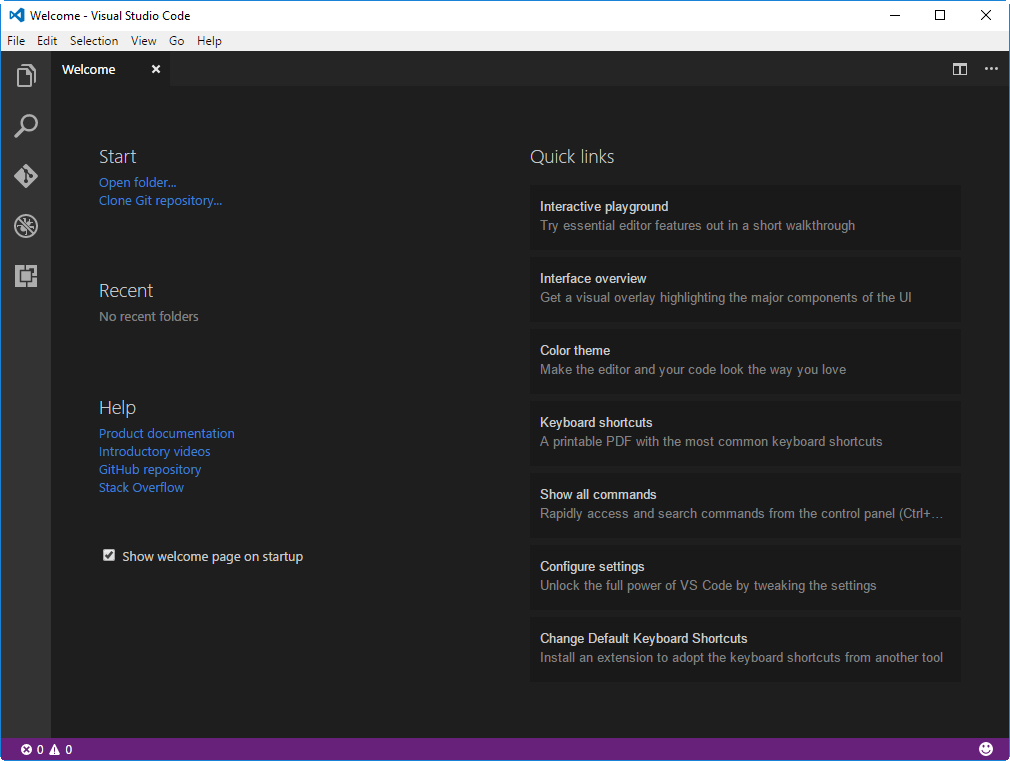 Welcome - Visual Studio Code
File Edit Selection View Go Help
Welcome
Start
Open folder...
Clone Git repository...
Recent
No recent folders
Help
Product documentation
Introductory videos
GitHub repository
Stack Overflow
Show welcome page on startup
Quick links
Interactive playground
Try essential editor features out in a short walkthrough
Interface overview
Get a visual overlay highlighting the major components of the UI
Color theme
Make the editor and your code look the way you love
Keyboard shortcuts
A printable PDF with the most common keyboard shortcuts
Show all commands
Rapidly access and search commands from the control panel (Ctrl+...
Configure settings
Unlock the full power of VS Code by tweaking the settings
Change Default Keyboard Shortcuts
Install an extension to adopt the keyboard shortcuts from another tool
0 0